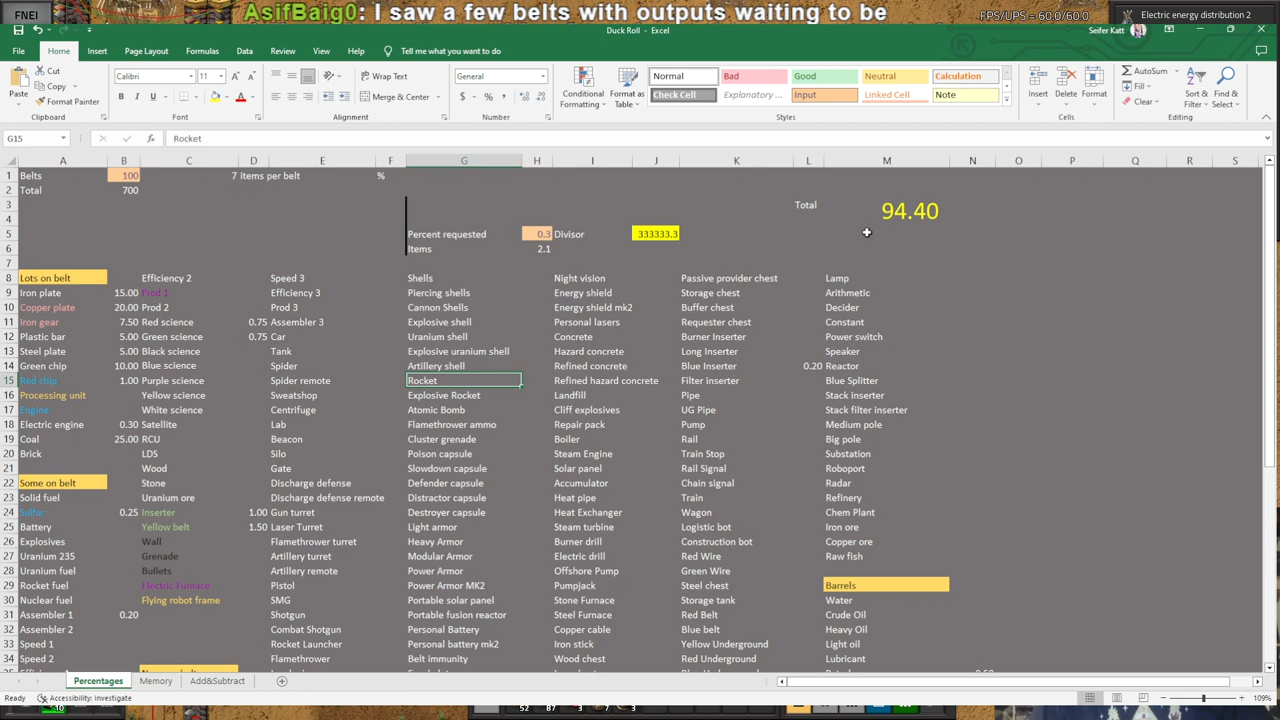 FNEI
AsifBaig0: I saw a few belts with outputs waiting to be
FPS/UPS = 60.0/60.0
Electric energy distribution 2
Duck Roll - Excel
Seifer Katt
File Home Insert Page Layout Formulas Data Review View Help Tell me what you want to do
Paste
Cut
Copy
Format Painter
Clipboard
Calibri 11
B I U
Font
Wrap Text
Merge & Center
Alignment
General
$ % ,
Number
Conditional Formatting
Format as Table
Normal Bad Good Neutral Calculation
Check Cell Explanatory ... Input Linked Cell Note
Styles
Insert Delete Format
Cells
AutoSum
Fill
Clear
Sort & Filter
Find & Select
Editing
G15 fx Rocket
A B C D E F G H I J K L M N O P Q R S
1 Belts 100 7 items per belt %
2 Total 700
3 Total 94.40
4
5 Percent requested 0.3 Divisor 333333.3
6 Items 2.1
7
8 Lots on belt Efficiency 2 Speed 3 Shells Night vision Passive provider chest Lamp
9 Iron plate 15.00 Prod 1 Efficiency 3 Piercing shells Energy shield Storage chest Arithmetic
10 Copper plate 20.00 Prod 2 Prod 3 Cannon Shells Energy shield mk2 Buffer chest Decider
11 Iron gear 7.50 Red science 0.75 Assembler 3 Explosive shell Personal lasers Requester chest Constant
12 Plastic bar 5.00 Green science 0.75 Car Uranium shell Concrete Burner Inserter Power switch
13 Steel plate 5.00 Black science Tank Explosive uranium shell Hazard concrete Long Inserter Speaker
14 Green chip 10.00 Blue science Spider Artillery shell Refined concrete Blue Inserter 0.20 Reactor
15 Red chip 1.00 Purple science Spider remote Rocket Refined hazard concrete Filter inserter Blue Splitter
16 Processing unit Yellow science Sweatshop Explosive Rocket Landfill Pipe Stack inserter
17 Engine White science Centrifuge Atomic Bomb Cliff explosives UG Pipe Stack filter inserter
18 Electric engine 0.30 Satellite Lab Flamethrower ammo Repair pack Pump Medium pole
19 Coal 25.00 RCU Beacon Cluster grenade Boiler Rail Big pole
20 Brick LDS Silo Poison capsule Steam Engine Train Stop Substation
21 Wood Gate Slowdown capsule Solar panel Rail Signal Roboport
22 Some on belt Stone Discharge defense Defender capsule Accumulator Chain signal Radar
23 Solid fuel Uranium ore Discharge defense remote Distractor capsule Heat pipe Train Refinery
24 Sulfur 0.25 Inserter 1.00 Gun turret Destroyer capsule Heat Exchanger Wagon Chem Plant
25 Battery Yellow belt 1.50 Laser Turret Light armor Steam turbine Logistic bot Iron ore
26 Explosives Wall Flamethrower turret Heavy Armor Burner drill Construction bot Copper ore
27 Uranium 235 Grenade Artillery turret Modular Armor Electric drill Red Wire Raw fish
28 Uranium 238 Bullets Artillery remote Power Armor Offshore Pump Green Wire
29 Rocket fuel Electric Furnace Pistol Power Armor MK2 Pumpjack Steel chest Barrels
30 Nuclear fuel Flying robot frame SMG Portable solar panel Stone Furnace Storage tank Water
31 Assembler 1 0.20 Shotgun Portable fusion reactor Steel Furnace Red Belt Crude Oil
32 Assembler 2 Combat Shotgun Personal Battery Copper cable Blue belt Heavy Oil
33 Speed 1 Rocket Launcher Personal battery mk2 Iron stick Yellow Underground Light oil
34 Speed 2 Flamethrower Belt immunity Wood chest Red Underground Lubricant
Percentages Memory Add&Subtract
Ready Accessibility: Investigate
109%